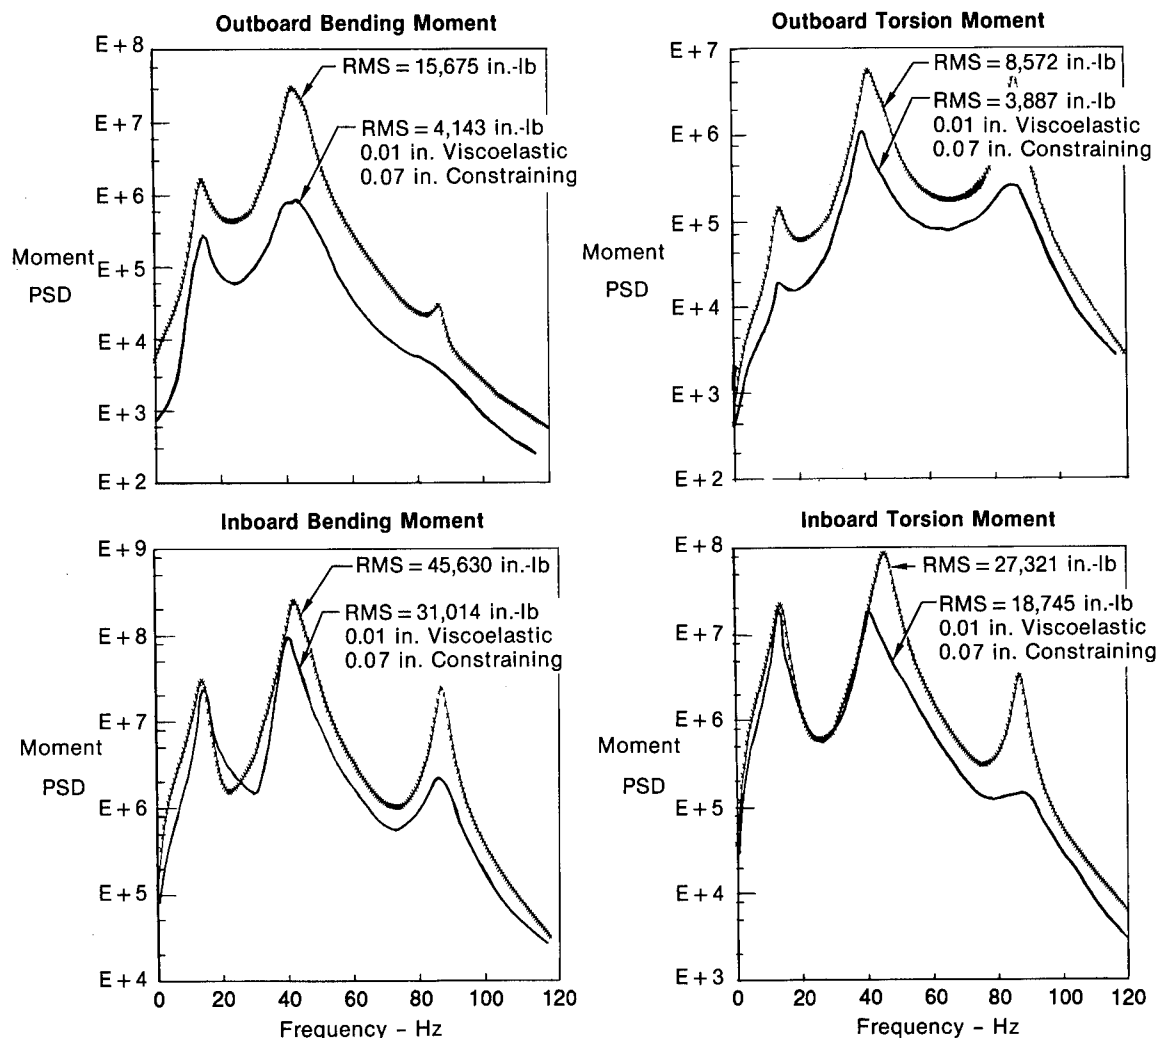 Outboard Bending Moment
E+8
E+7
E+6
E+5
E+4
E+3
E+2
Moment
PSD
RMS = 15,675 in.-lb
RMS = 4,143 in.-lb
0.01 in. Viscoelastic
0.07 in. Constraining
Outboard Torsion Moment
E+7
E+6
E+5
E+4
E+3
E+2
Moment
PSD
RMS = 8,572 in.-lb
RMS = 3,887 in.-lb
0.01 in. Viscoelastic
0.07 in. Constraining
Inboard Bending Moment
E+9
E+8
E+7
E+6
E+5
E+4
Moment
PSD
RMS = 45,630 in.-lb
RMS = 31,014 in.-lb
0.01 in. Viscoelastic
0.07 in. Constraining
0 20 40 60 80 100 120
Frequency - Hz
Inboard Torsion Moment
E+8
E+7
E+6
E+5
E+4
E+3
Moment
PSD
RMS = 27,321 in.-lb
RMS = 18,745 in.-lb
0.01 in. Viscoelastic
0.07 in. Constraining
0 20 40 60 80 100 120
Frequency - Hz